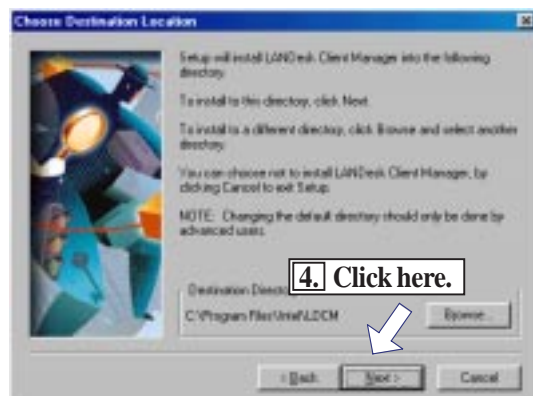 Choose Destination Location
Setup will install LANDesk Client Manager into the following
directory.
To install to this directory, click Next.
To install to a different directory, click Browse and select another
directory.
You can choose not to install LANDesk Client Manager, by
clicking Cancel to exit Setup.
NOTE: Changing the default directory should only be done by
advanced users.
4. Click here.
Destination Directory
C:\Program Files\Intel\LDCM
Browse...
< Back
Next >
Cancel